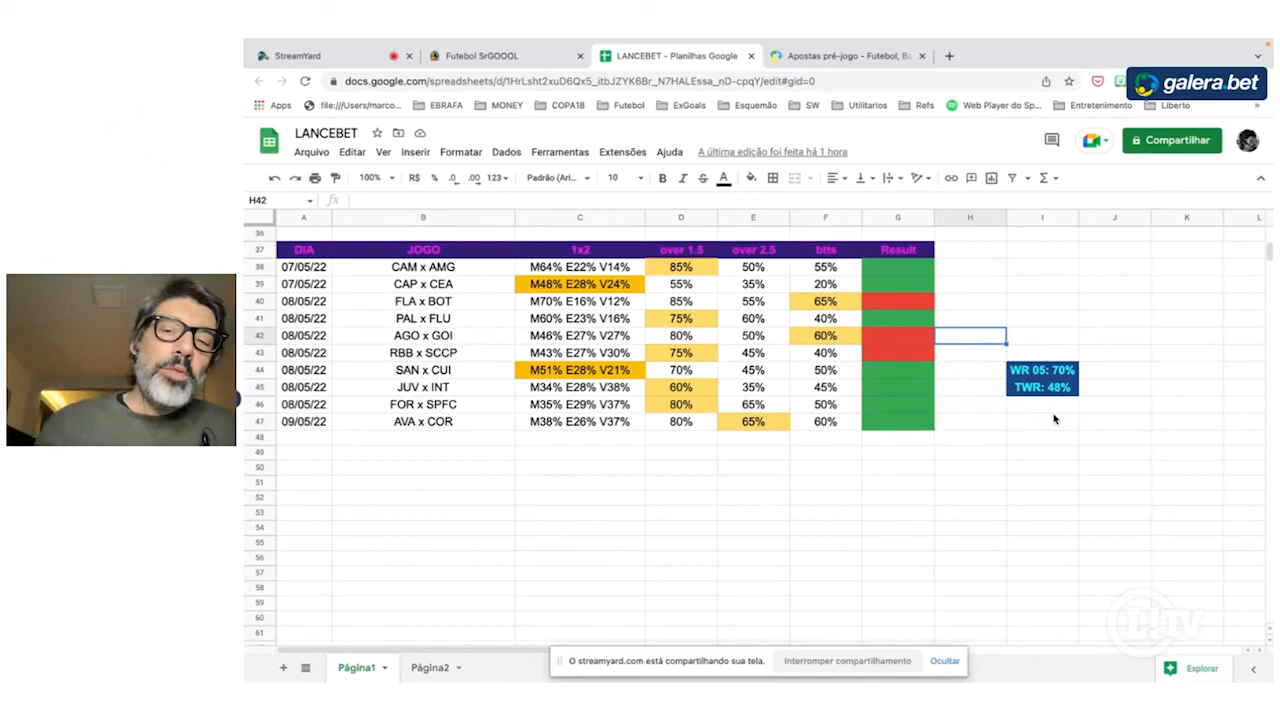 StreamYard
Futebol SrGOOOL
LANCEBET - Planilhas Google
Apostas pré-jogo - Futebol, Ba
docs.google.com/spreadsheets/d/1HrLsht2xuD6Qx5_itbJZYK6Br_N7HALEssa_nD-cpqY/edit#gid=0
galera.bet
Apps
file:///Users/marco...
EBRAFA
MONEY
COPA18
Futebol
ExGoals
Esquemão
SW
Utilitarios
Refs
Web Player do Sp...
Entretenimento
Liberto
LANCEBET
Arquivo Editar Ver Inserir Formatar Dados Ferramentas Extensões Ajuda
A última edição foi feita há 1 hora
Compartilhar
100% R$ % .0 .00 123 Padrão (Ari... 10
H42
A B C D E F G H I J K L
36
37 DIA JOGO 1x2 over 1.5 over 2.5 btts Result
38 07/05/22 CAM x AMG M64% E22% V14% 85% 50% 55%
39 07/05/22 CAP x CEA M48% E28% V24% 55% 35% 20%
40 08/05/22 FLA x BOT M70% E16% V12% 85% 55% 65%
41 08/05/22 PAL x FLU M60% E23% V16% 75% 60% 40%
42 08/05/22 AGO x GOI M46% E27% V27% 80% 50% 60%
43 08/05/22 RBB x SCCP M43% E27% V30% 75% 45% 40%
44 08/05/22 SAN x CUI M51% E28% V21% 70% 45% 50% WR 05: 70%
45 08/05/22 JUV x INT M34% E28% V38% 60% 35% 45% TWR: 48%
46 08/05/22 FOR x SPFC M35% E29% V37% 80% 65% 50%
47 09/05/22 AVA x COR M38% E26% V37% 80% 65% 60%
48
49
50
51
52
53
54
55
56
57
58
59
60
61
L!TV
Página1
Página2
O streamyard.com está compartilhando sua tela.
Interromper compartilhamento
Ocultar
Explorar